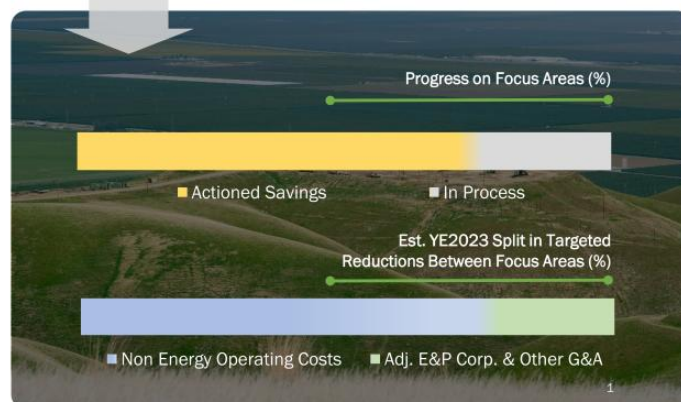 Progress on Focus Areas (%)
Actioned Savings
In Process
Est. YE2023 Split in Targeted
Reductions Between Focus Areas (%)
Non Energy Operating Costs
Adj. E&P Corp. & Other G&A
1